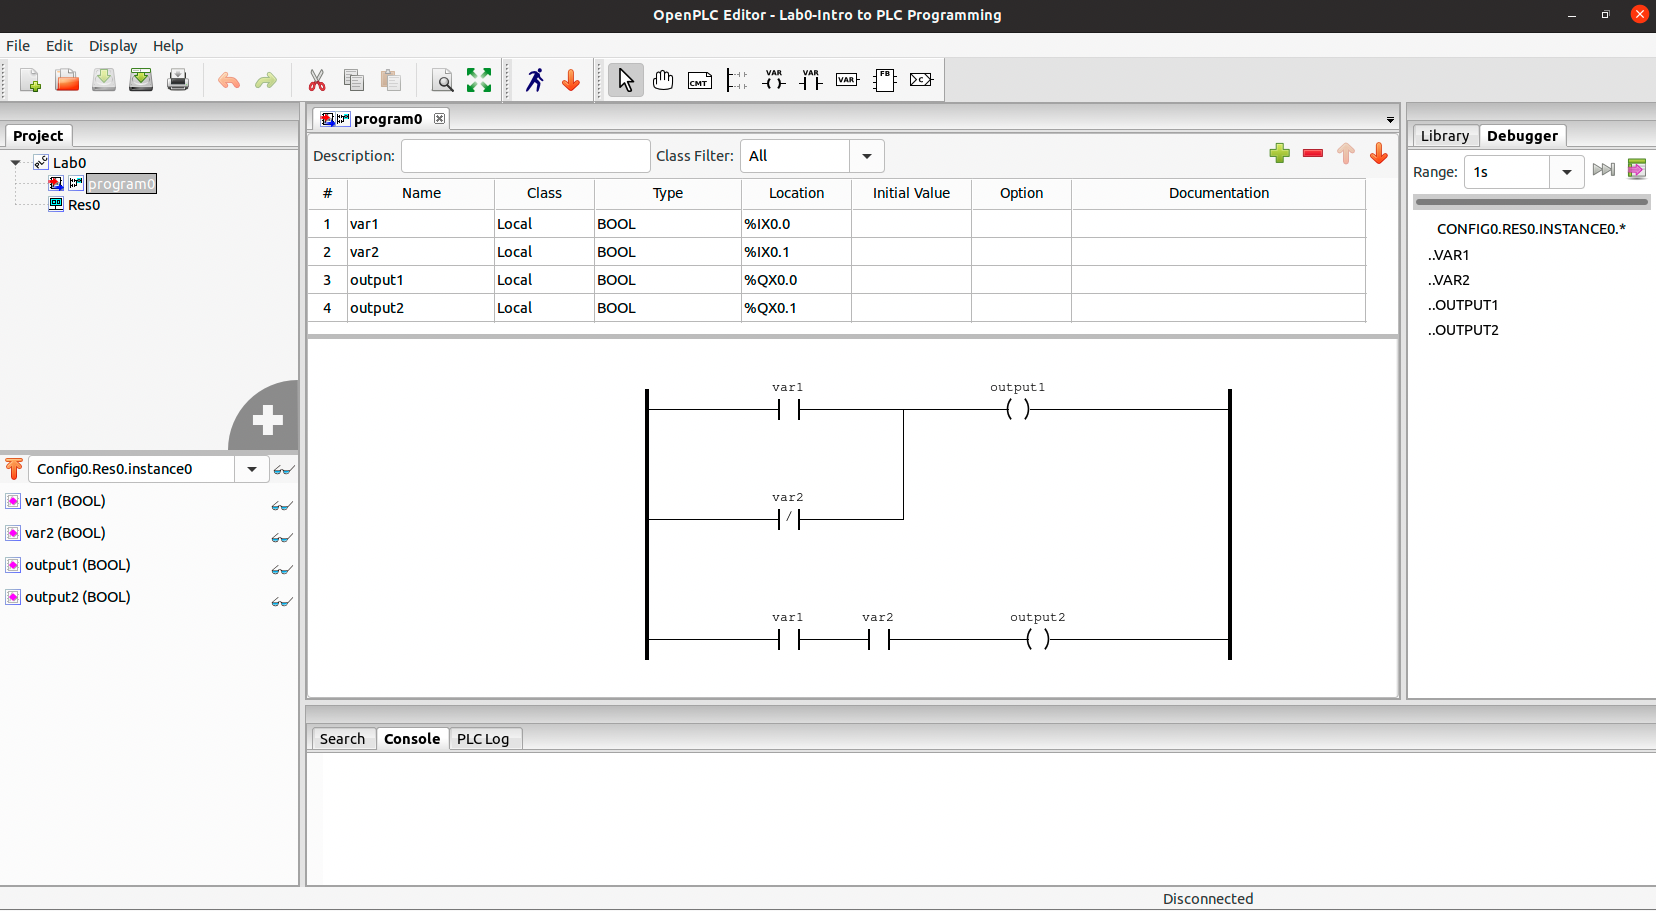 OpenPLC Editor - Lab0-Intro to PLC Programming
File Edit Display Help
CMT VAR VAR VAR FB C
Project
Lab0
program0
Res0
program0
Description: Class Filter: All
# Name Class Type Location Initial Value Option Documentation
1 var1 Local BOOL %IX0.0
2 var2 Local BOOL %IX0.1
3 output1 Local BOOL %QX0.0
4 output2 Local BOOL %QX0.1
var1 output1
var2
/
var1 var2 output2
Config0.Res0.instance0
var1 (BOOL)
var2 (BOOL)
output1 (BOOL)
output2 (BOOL)
Library Debugger
Range: 1s
CONFIG0.RES0.INSTANCE0.*
..VAR1
..VAR2
..OUTPUT1
..OUTPUT2
Search Console PLC Log
Disconnected